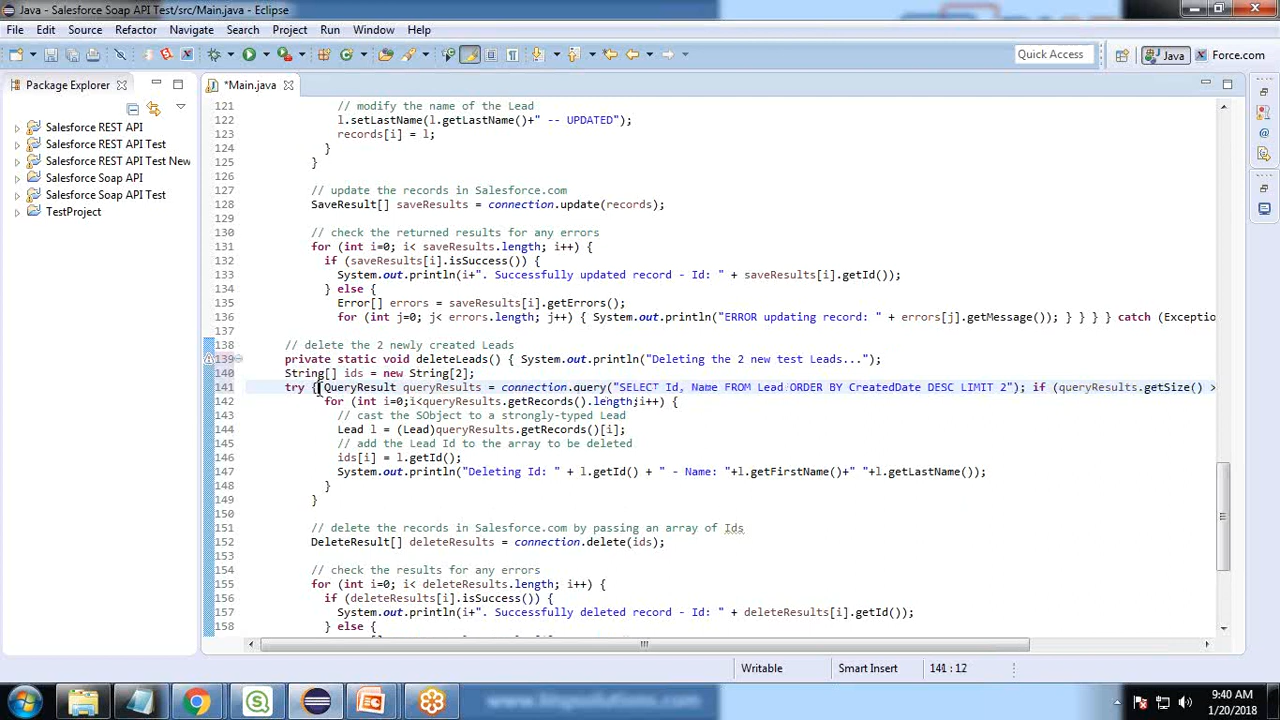 Java - Salesforce Soap API Test/src/Main.java - Eclipse
File Edit Source Refactor Navigate Search Project Run Window Help
Quick Access
Java
Force.com
Package Explorer
*Main.java
Salesforce REST API
Salesforce REST API Test
Salesforce REST API Test New
Salesforce Soap API
Salesforce Soap API Test
TestProject
121 // modify the name of the Lead
122 l.setLastName(l.getLastName()+" -- UPDATED");
123 records[i] = l;
124 }
125 }
126
127 // update the records in Salesforce.com
128 SaveResult[] saveResults = connection.update(records);
129
130 // check the returned results for any errors
131 for (int i=0; i< saveResults.length; i++) {
132 if (saveResults[i].isSuccess()) {
133 System.out.println(i+". Successfully updated record - Id: " + saveResults[i].getId());
134 } else {
135 Error[] errors = saveResults[i].getErrors();
136 for (int j=0; j< errors.length; j++) { System.out.println("ERROR updating record: " + errors[j].getMessage()); } } } } catch (Exceptio
137
138 // delete the 2 newly created Leads
139 private static void deleteLeads() { System.out.println("Deleting the 2 new test Leads...");
140 String[] ids = new String[2];
141 try { QueryResult queryResults = connection.query("SELECT Id, Name FROM Lead ORDER BY CreatedDate DESC LIMIT 2"); if (queryResults.getSize() >
142 for (int i=0;i<queryResults.getRecords().length;i++) {
143 // cast the SObject to a strongly-typed Lead
144 Lead l = (Lead)queryResults.getRecords()[i];
145 // add the Lead Id to the array to be deleted
146 ids[i] = l.getId();
147 System.out.println("Deleting Id: " + l.getId() + " - Name: "+l.getFirstName()+" "+l.getLastName());
148 }
149 }
150
151 // delete the records in Salesforce.com by passing an array of Ids
152 DeleteResult[] deleteResults = connection.delete(ids);
153
154 // check the results for any errors
155 for (int i=0; i< deleteResults.length; i++) {
156 if (deleteResults[i].isSuccess()) {
157 System.out.println(i+". Successfully deleted record - Id: " + deleteResults[i].getId());
158 } else {
Writable
Smart Insert
141 : 12
9:40 AM
1/20/2018